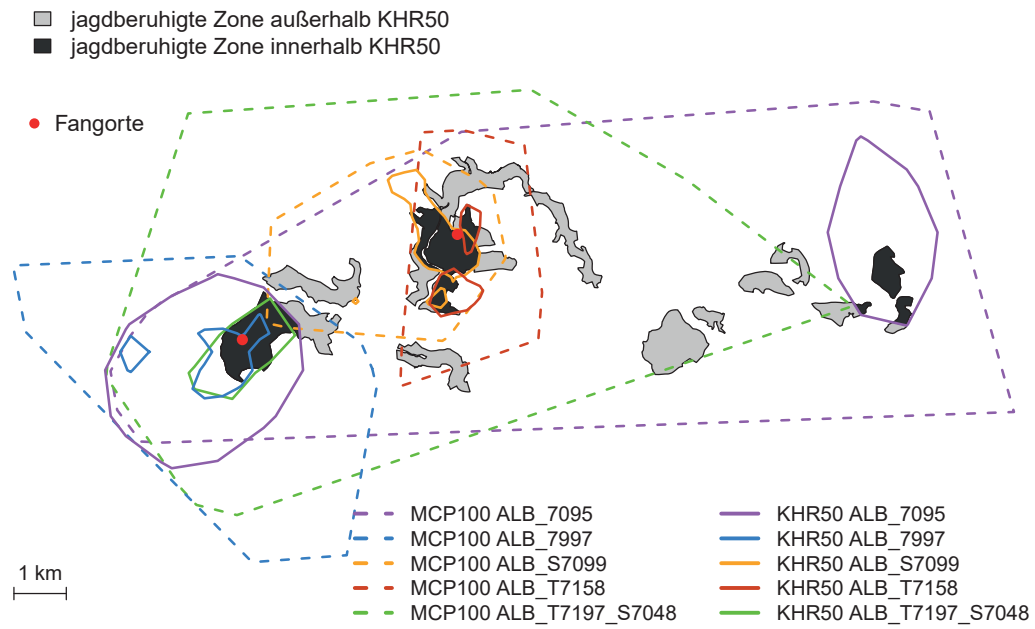 jagdberuhigte Zone außerhalb KHR50
jagdberuhigte Zone innerhalb KHR50
Fangorte
MCP100 ALB_7095
MCP100 ALB_7997
MCP100 ALB_S7099
MCP100 ALB_T7158
MCP100 ALB_T7197_S7048
KHR50 ALB_7095
KHR50 ALB_7997
KHR50 ALB_S7099
KHR50 ALB_T7158
KHR50 ALB_T7197_S7048
1 km